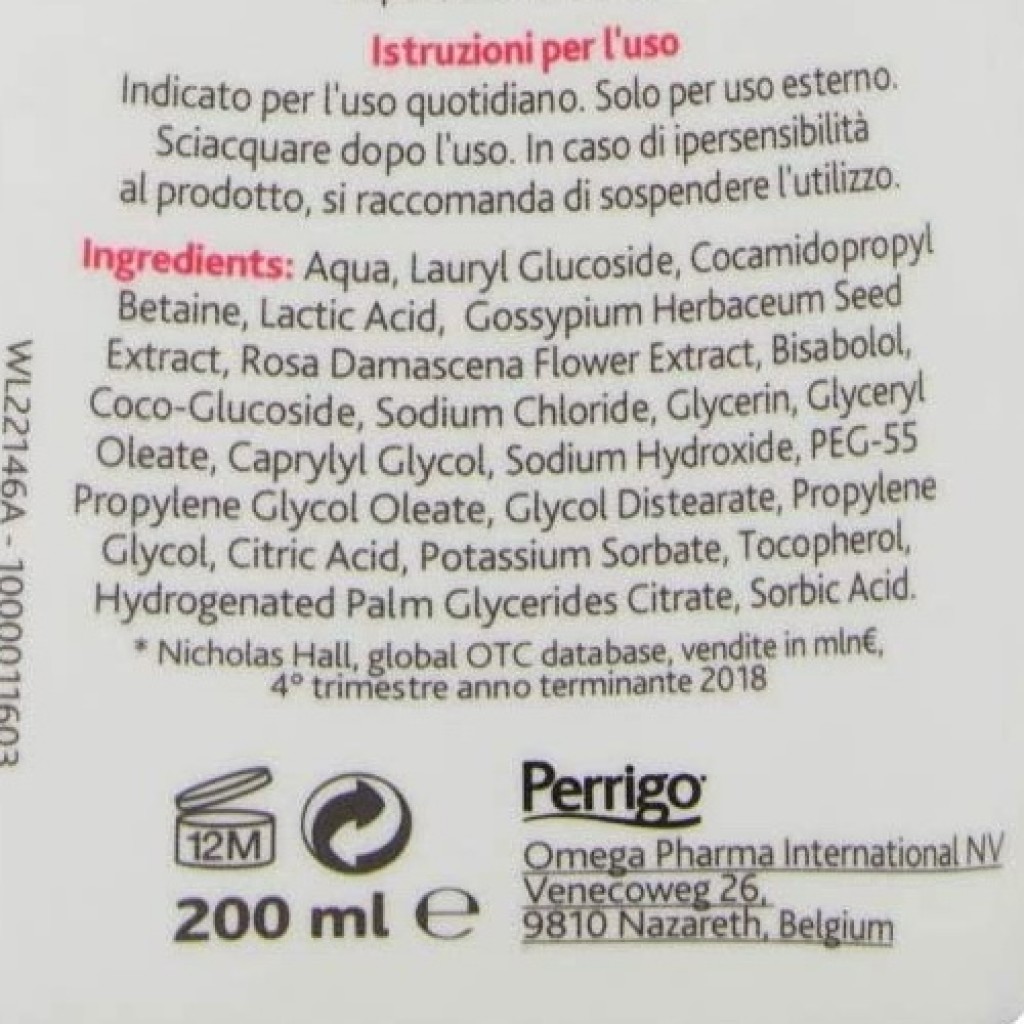 Istruzioni per l'uso
Indicato per l'uso quotidiano. Solo per uso esterno.
Sciacquare dopo l'uso. In caso di ipersensibilità
al prodotto, si raccomanda di sospendere l'utilizzo.
Ingredients: Aqua, Lauryl Glucoside, Cocamidopropyl
Betaine, Lactic Acid, Gossypium Herbaceum Seed
Extract, Rosa Damascena Flower Extract, Bisabolol,
Coco-Glucoside, Sodium Chloride, Glycerin, Glyceryl
Oleate, Caprylyl Glycol, Sodium Hydroxide, PEG-55
Propylene Glycol Oleate, Glycol Distearate, Propylene
Glycol, Citric Acid, Potassium Sorbate, Tocopherol,
Hydrogenated Palm Glycerides Citrate, Sorbic Acid.
* Nicholas Hall, global OTC database, vendite in mln€,
4° trimestre anno terminante 2018
WL22146A - 1000011603
12M
200 ml ℮
Perrigo
Omega Pharma International NV
Venecoweg 26,
9810 Nazareth, Belgium